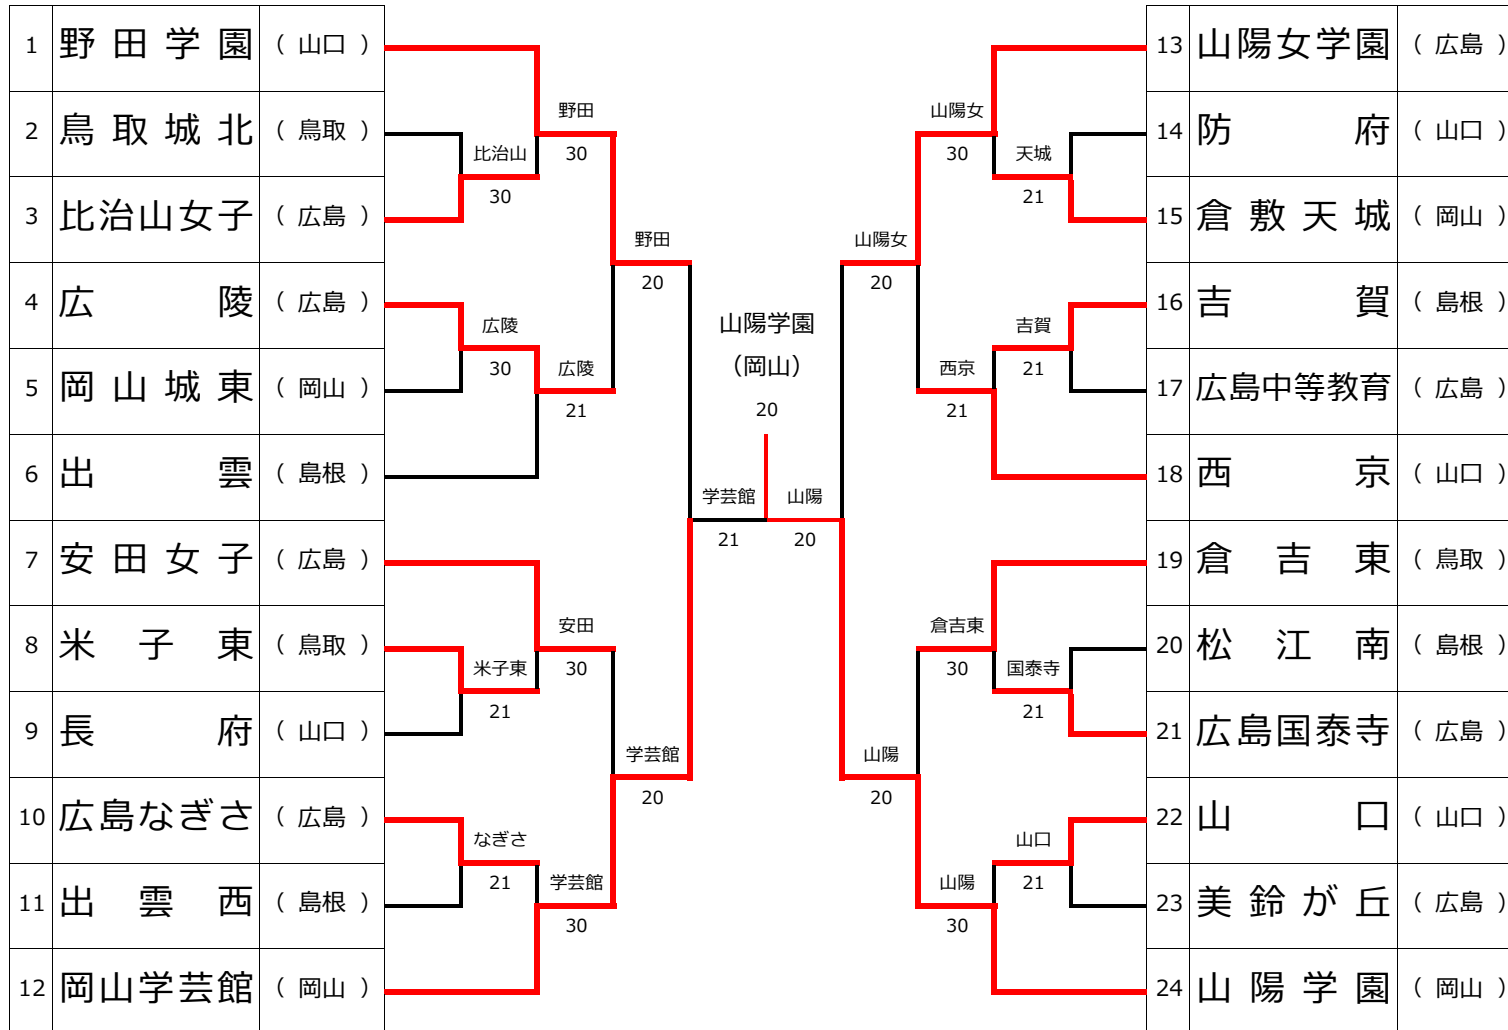 1 野田学園 （ 山口 ）
2 鳥取城北 （ 鳥取 ）
3 比治山女子 （ 広島 ）
4 広陵 （ 広島 ）
5 岡山城東 （ 岡山 ）
6 出雲 （ 島根 ）
7 安田女子 （ 広島 ）
8 米子東 （ 鳥取 ）
9 長府 （ 山口 ）
10 広島なぎさ （ 広島 ）
11 出雲西 （ 島根 ）
12 岡山学芸館 （ 岡山 ）
比治山
30
広陵
30
米子東
21
なぎさ
21
野田
30
広陵
21
安田
30
学芸館
30
野田
20
学芸館
20
学芸館
21
山陽学園
（岡山）
20
山陽
20
山陽女
20
山陽
20
山陽女
30
西京
21
倉吉東
30
山陽
30
天城
21
吉賀
21
国泰寺
21
山口
21
13 山陽女学園 （ 広島 ）
14 防府 （ 山口 ）
15 倉敷天城 （ 岡山 ）
16 吉賀 （ 島根 ）
17 広島中等教育 （ 広島 ）
18 西京 （ 山口 ）
19 倉吉東 （ 鳥取 ）
20 松江南 （ 島根 ）
21 広島国泰寺 （ 広島 ）
22 山口 （ 山口 ）
23 美鈴が丘 （ 広島 ）
24 山陽学園 （ 岡山 ）